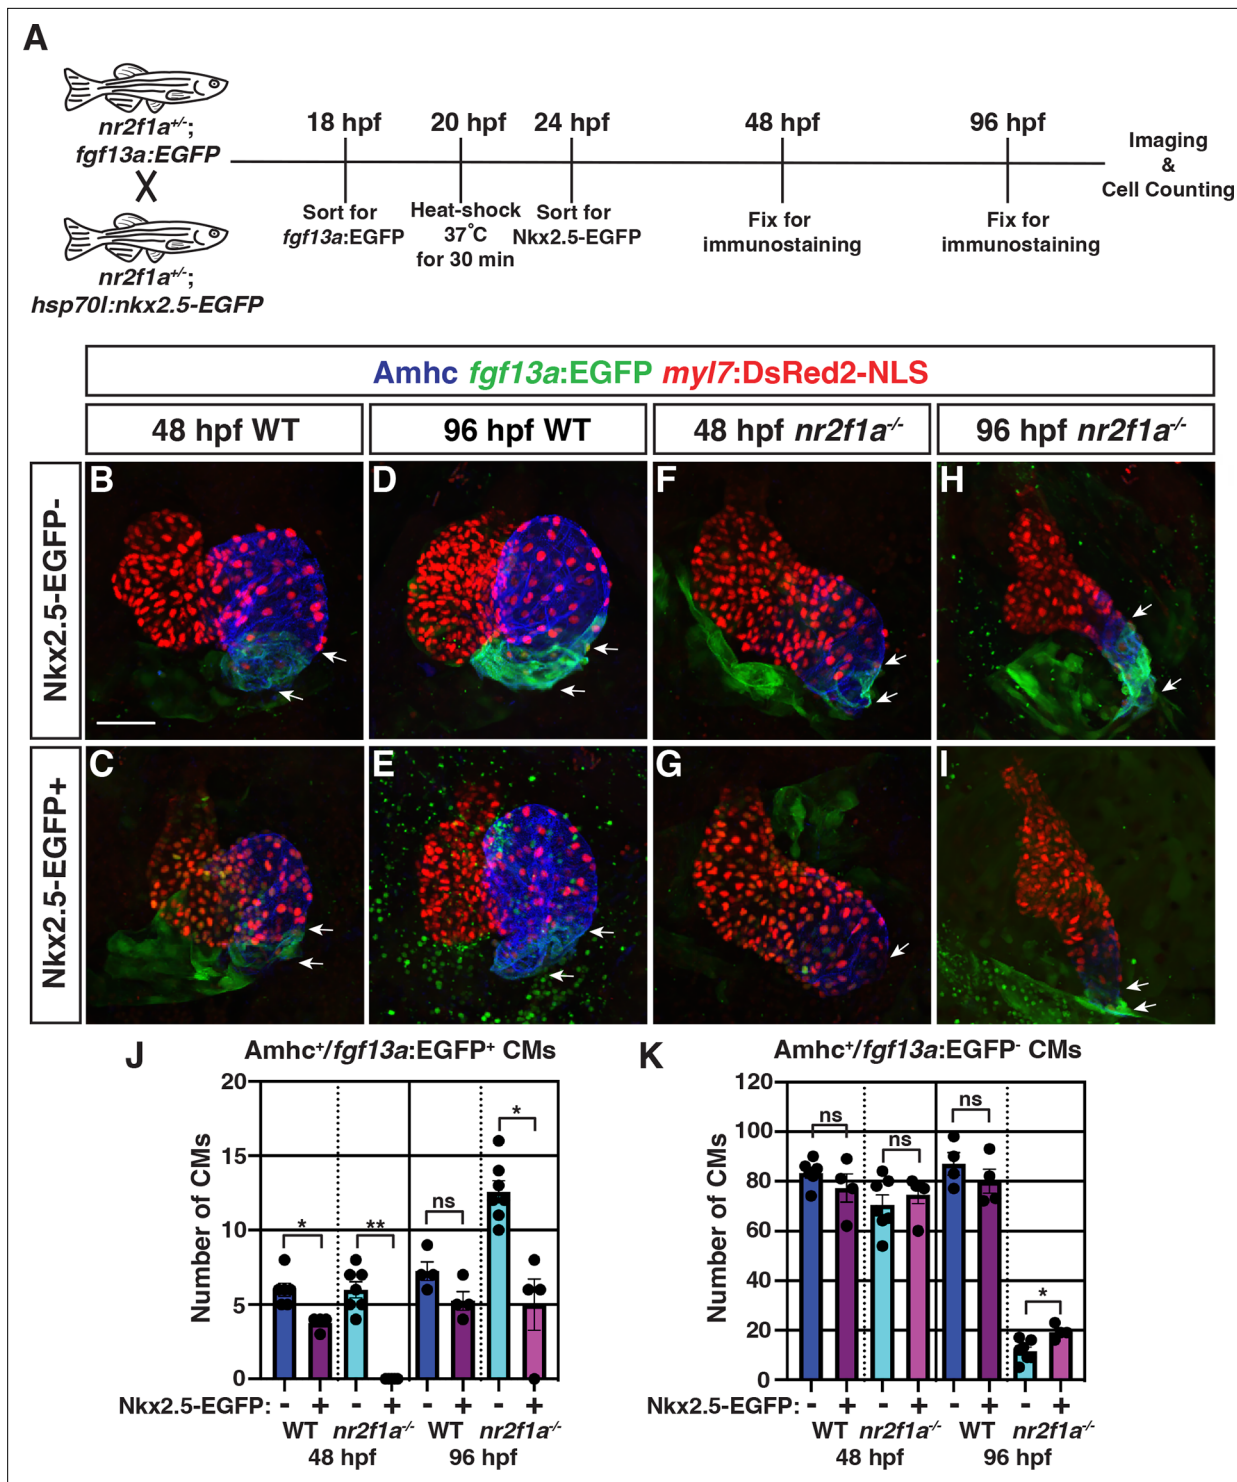 A
nr2f1a+/-;
fgf13a:EGFP
X
nr2f1a+/-;
hsp70l:nkx2.5-EGFP
18 hpf
20 hpf
24 hpf
48 hpf
96 hpf
Sort for
fgf13a:EGFP
Heat-shock
37°C
for 30 min
Sort for
Nkx2.5-EGFP
Fix for
immunostaining
Fix for
immunostaining
Imaging
&
Cell Counting
Amhc fgf13a:EGFP myl7:DsRed2-NLS
48 hpf WT
96 hpf WT
48 hpf nr2f1a-/-
96 hpf nr2f1a-/-
Nkx2.5-EGFP-
B
D
F
H
Nkx2.5-EGFP+
C
E
G
I
J
Amhc+/fgf13a:EGFP+ CMs
Number of CMs
20
15
10
5
0
*
**
ns
*
Nkx2.5-EGFP: - + - + - + - +
WT nr2f1a-/- WT nr2f1a-/-
48 hpf 96 hpf
K
Amhc+/fgf13a:EGFP- CMs
Number of CMs
120
100
80
60
40
20
0
ns
ns
ns
*
Nkx2.5-EGFP: - + - + - + - +
WT nr2f1a-/- WT nr2f1a-/-
48 hpf 96 hpf